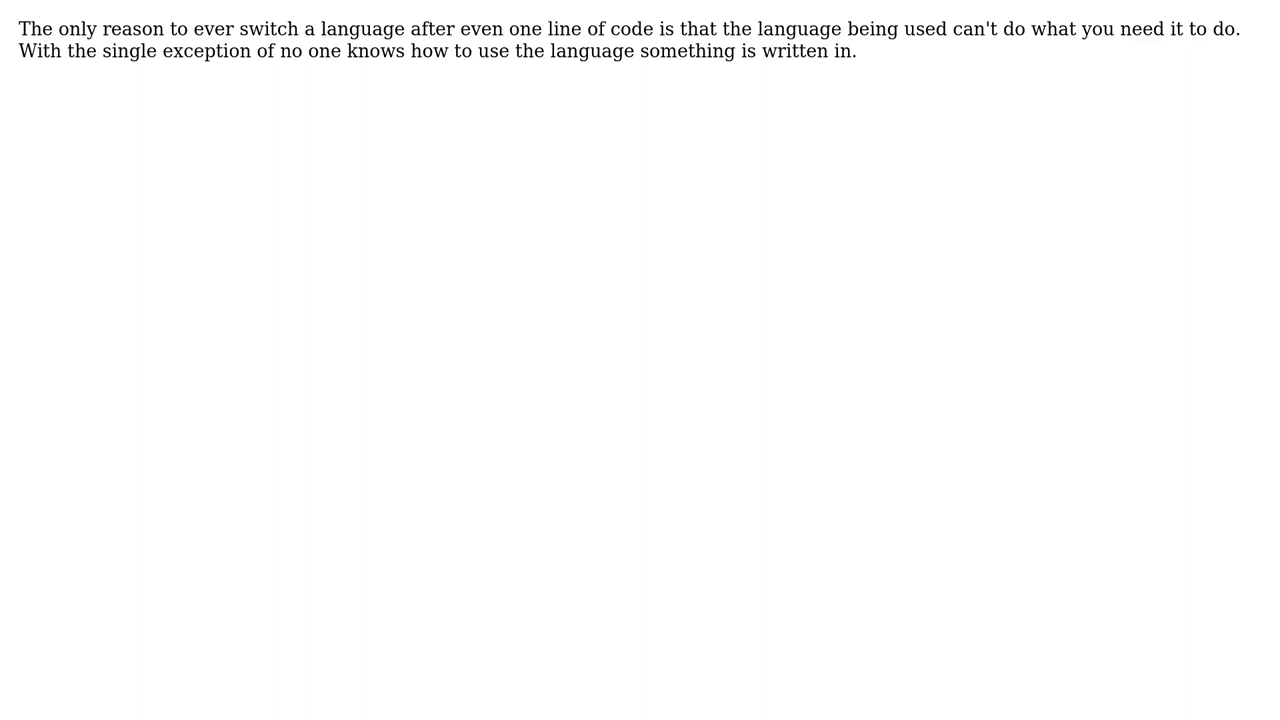 The only reason to ever switch a language after even one line of code is that the language being used can't do what you need it to do.
With the single exception of no one knows how to use the language something is written in.